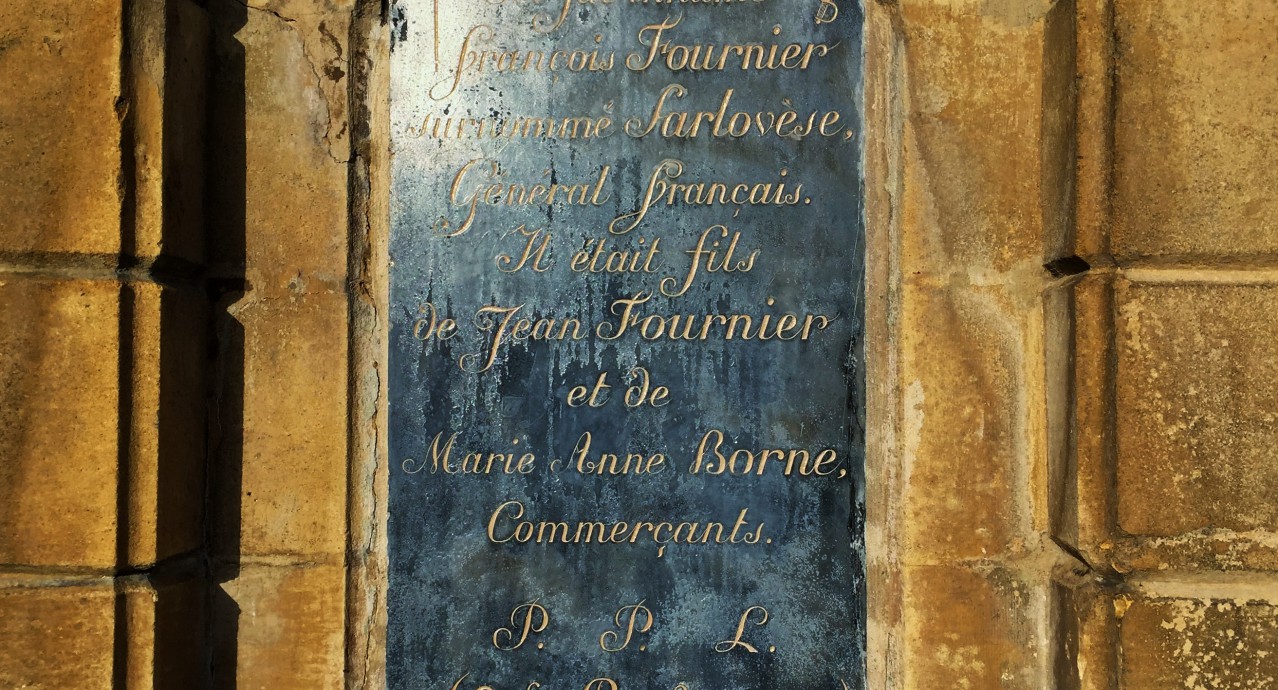 François Fournier
surnommé Sarlovèse,
Général français.
Il était fils
de Jean Fournier
et de
Marie Anne Borne,
Commerçants.
P. P. L.